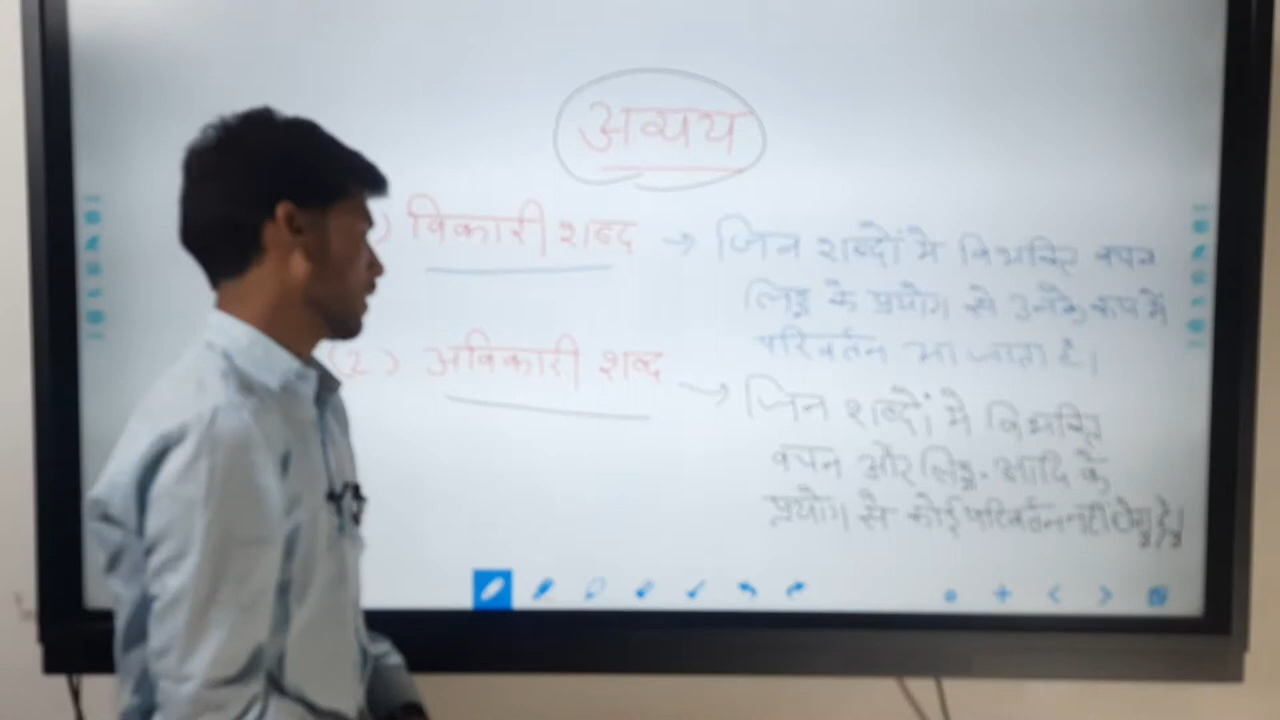 अव्यय
) विकारी शब्द → जिन शब्दों में विभक्ति वचन
लिङ्ग के प्रयोग से उनके रूप में
परिवर्तन आ जाता है।
(2) अविकारी शब्द → जिन शब्दों में विभक्ति
वचन और लिङ्ग - आदि के
प्रयोग से कोई परिवर्तन नही